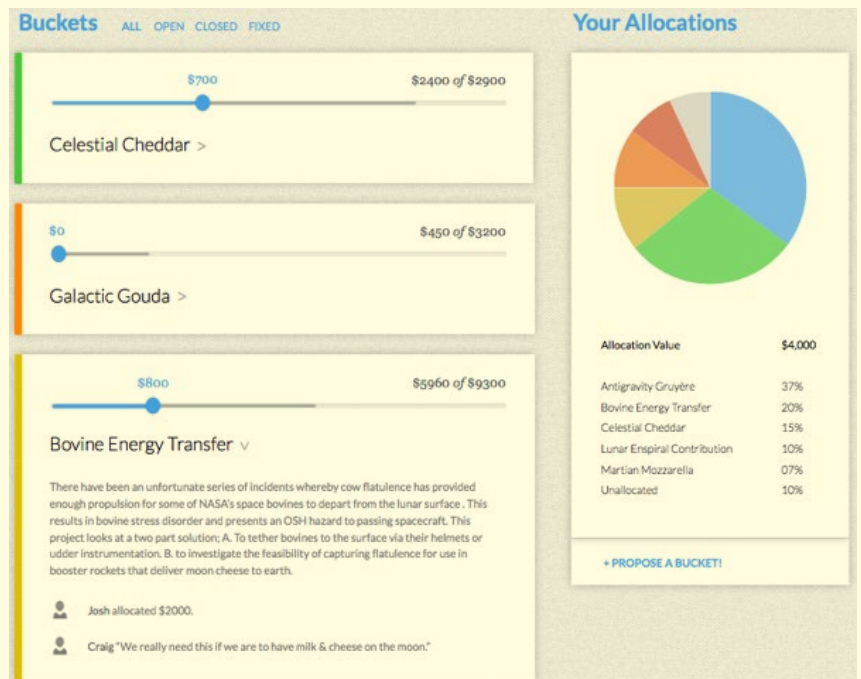 Buckets ALL OPEN CLOSED FIXED
$700 $2400 of $2900
Celestial Cheddar >
$0 $450 of $3200
Galactic Gouda >
$800 $5960 of $9300
Bovine Energy Transfer ˅
There have been an unfortunate series of incidents whereby cow flatulence has provided
enough propulsion for some of NASA's space bovines to depart from the lunar surface . This
results in bovine stress disorder and presents an OSH hazard to passing spacecraft. This
project looks at a two part solution; A. To tether bovines to the surface via their helmets or
udder instrumentation. B. to investigate the feasibility of capturing flatulence for use in
booster rockets that deliver moon cheese to earth.
Josh allocated $2000.
Craig "We really need this if we are to have milk & cheese on the moon."
Your Allocations
Allocation Value $4,000
Antigravity Gruyère 37%
Bovine Energy Transfer 20%
Celestial Cheddar 15%
Lunar Enspiral Contribution 10%
Martian Mozzarella 07%
Unallocated 10%
+ PROPOSE A BUCKET!